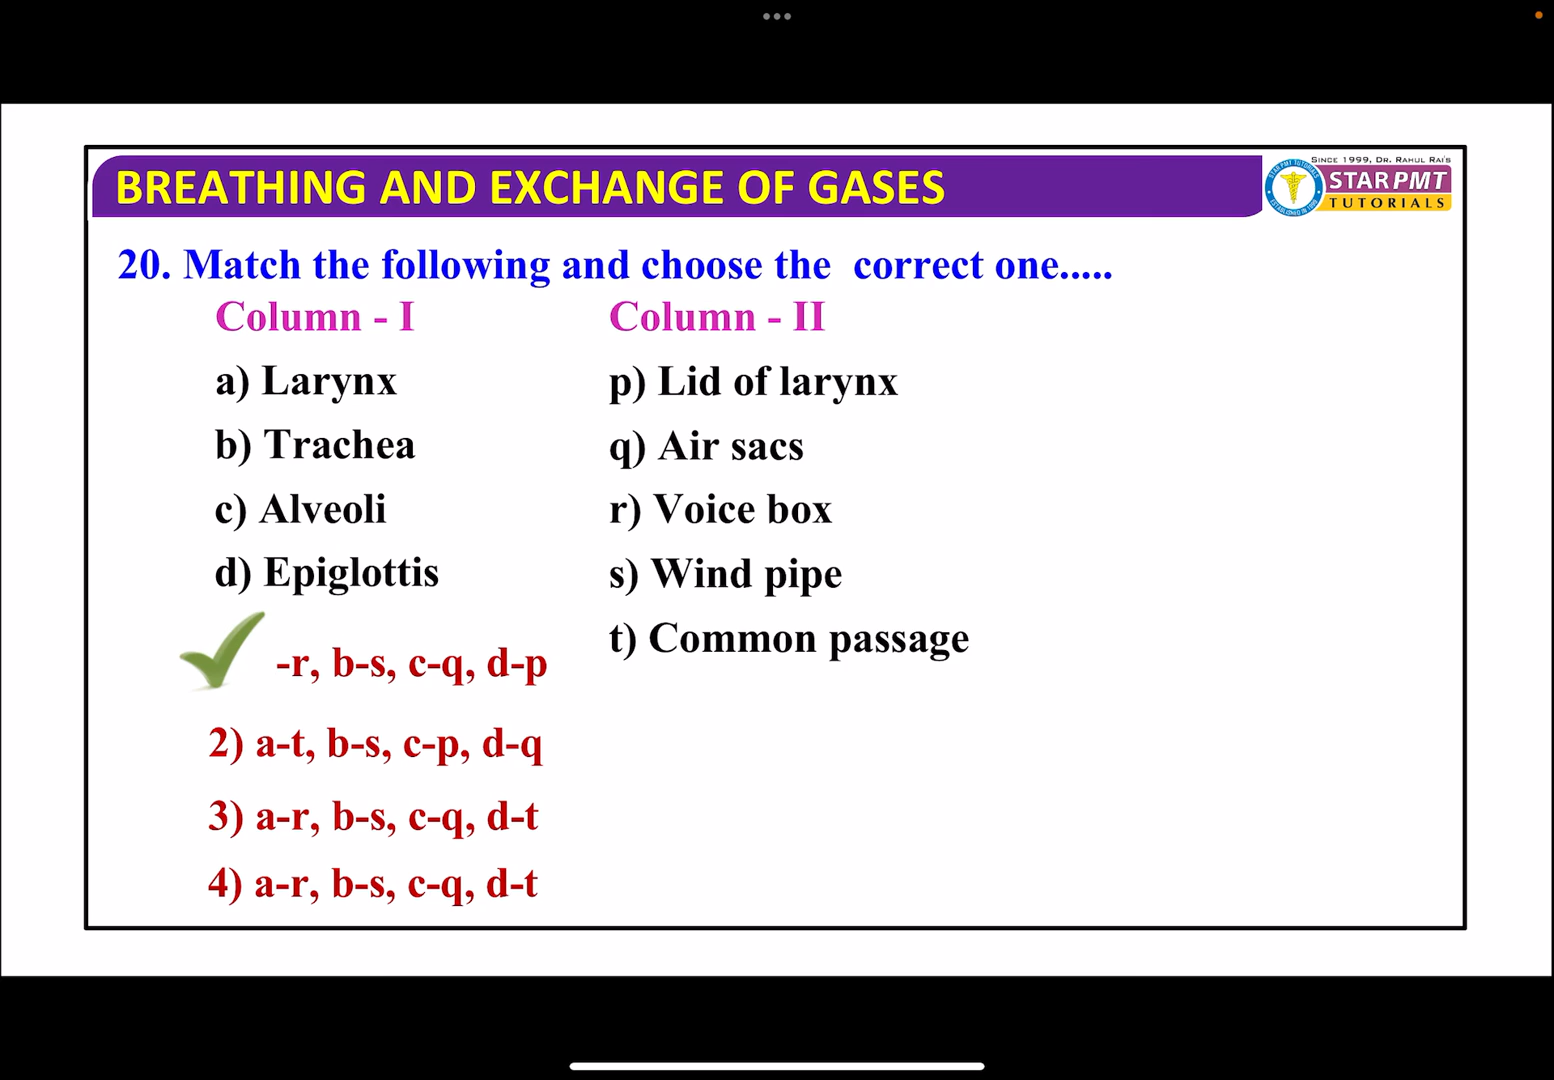 BREATHING AND EXCHANGE OF GASES
SINCE 1999, DR. RAHUL RAI'S
STAR PMT
TUTORIALS
20. Match the following and choose the correct one.....
Column - I Column - II
a) Larynx p) Lid of larynx
b) Trachea q) Air sacs
c) Alveoli r) Voice box
d) Epiglottis s) Wind pipe
t) Common passage
-r, b-s, c-q, d-p
2) a-t, b-s, c-p, d-q
3) a-r, b-s, c-q, d-t
4) a-r, b-s, c-q, d-t